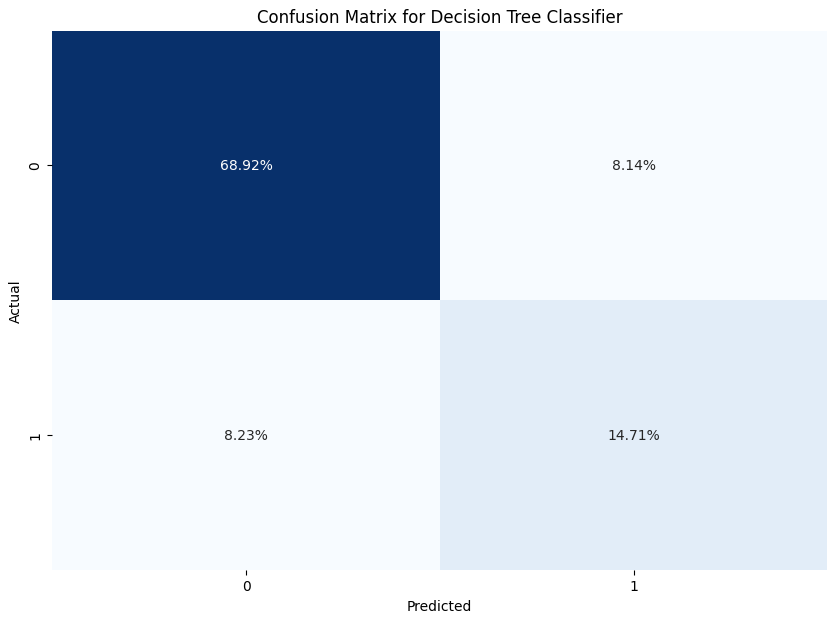 Confusion Matrix for Decision Tree Classifier
0
68.92%
8.14%
Actual
1
8.23%
14.71%
0
1
Predicted